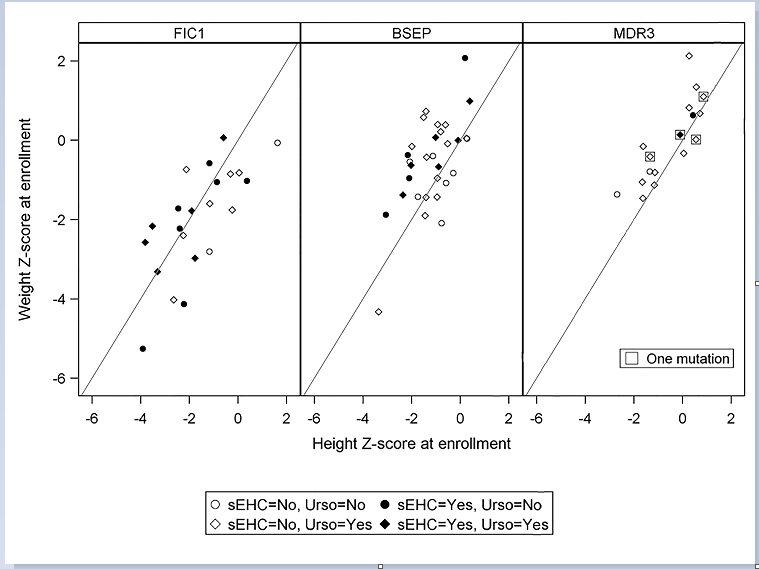 FIC1 BSEP MDR3
2
0
-2
-4
-6
Weight Z-score at enrollment
One mutation
-6 -4 -2 0 2 -6 -4 -2 0 2 -6 -4 -2 0 2
Height Z-score at enrollment
sEHC=No, Urso=No sEHC=Yes, Urso=No
sEHC=No, Urso=Yes sEHC=Yes, Urso=Yes